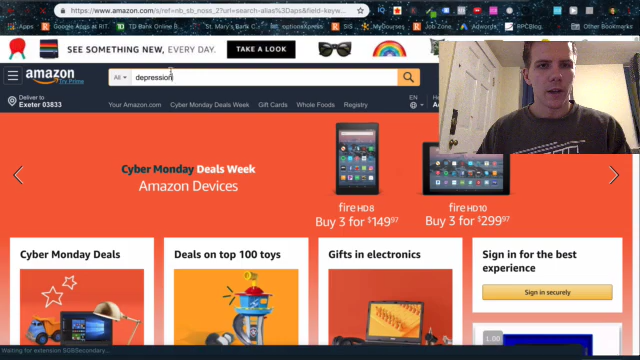 https://www.amazon.com/s/ref=nb_sb_noss_2?url=search-alias%3Daps&field-keyw...
Apps
Google Apps at RIT
TD Bank Online B
optionsXpress
SIS
MyCourses
Job Zone
Adwords
RPCBlog
Other Bookmarks
SEE SOMETHING NEW, EVERY DAY. TAKE A LOOK
amazon
Try Prime
All depression
Deliver to
Exeter 03833
Your Amazon.com Cyber Monday Deals Week Gift Cards Whole Foods Registry
EN
Cyber Monday Deals Week
Amazon Devices
fire HD 8
Buy 3 for $149.97
fire HD 10
Buy 3 for $299.97
Cyber Monday Deals
Deals on top 100 toys
Gifts in electronics
Sign in for the best
experience
Sign in securely
1.00
Waiting for extension SGBSecondary...